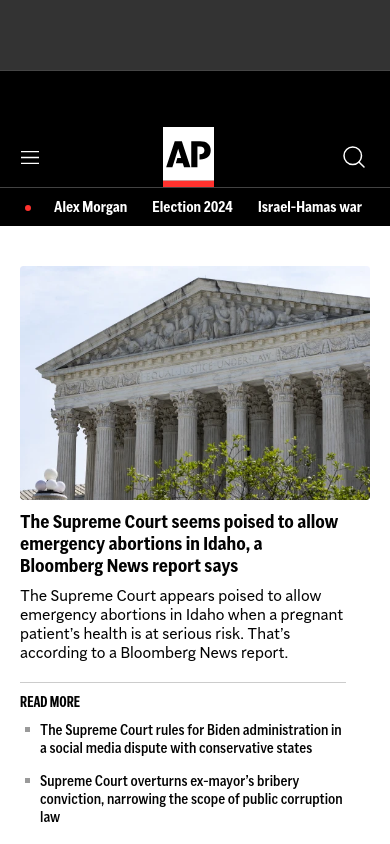 AP
Alex Morgan
Election 2024
Israel-Hamas war
The Supreme Court seems poised to allow
emergency abortions in Idaho, a
Bloomberg News report says
The Supreme Court appears poised to allow
emergency abortions in Idaho when a pregnant
patient’s health is at serious risk. That’s
according to a Bloomberg News report.
READ MORE
The Supreme Court rules for Biden administration in
a social media dispute with conservative states
Supreme Court overturns ex-mayor’s bribery
conviction, narrowing the scope of public corruption
law